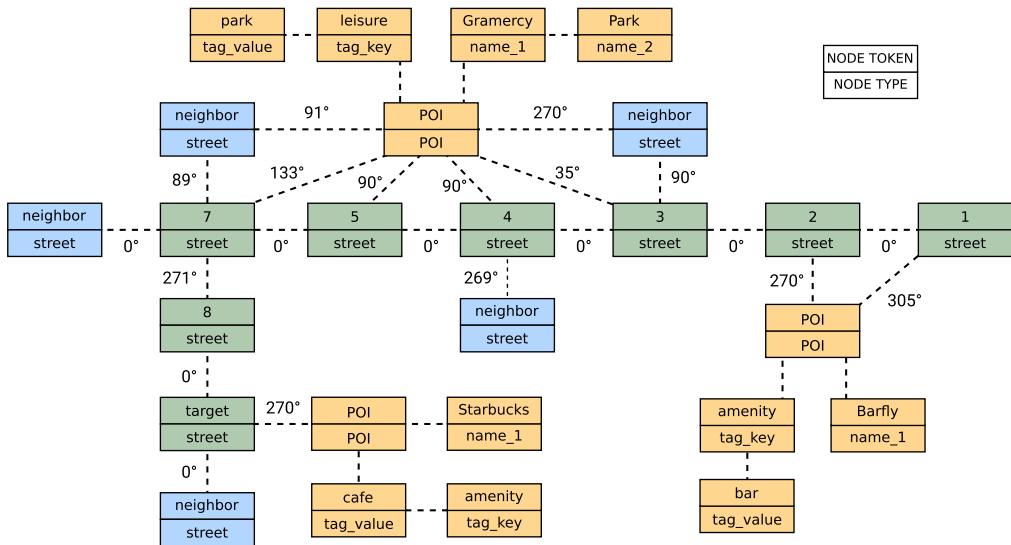 park
tag_value
leisure
tag_key
Gramercy
name_1
Park
name_2
NODE TOKEN
NODE TYPE
neighbor
street
91°
POI
POI
270°
neighbor
street
89°
133°
90°
90°
35°
90°
neighbor
street
0°
7
street
0°
5
street
0°
4
street
0°
3
street
0°
2
street
0°
1
street
271°
269°
270°
305°
8
street
neighbor
street
POI
POI
0°
target
street
270°
POI
POI
Starbucks
name_1
amenity
tag_key
Barfly
name_1
0°
neighbor
street
cafe
tag_value
amenity
tag_key
bar
tag_value